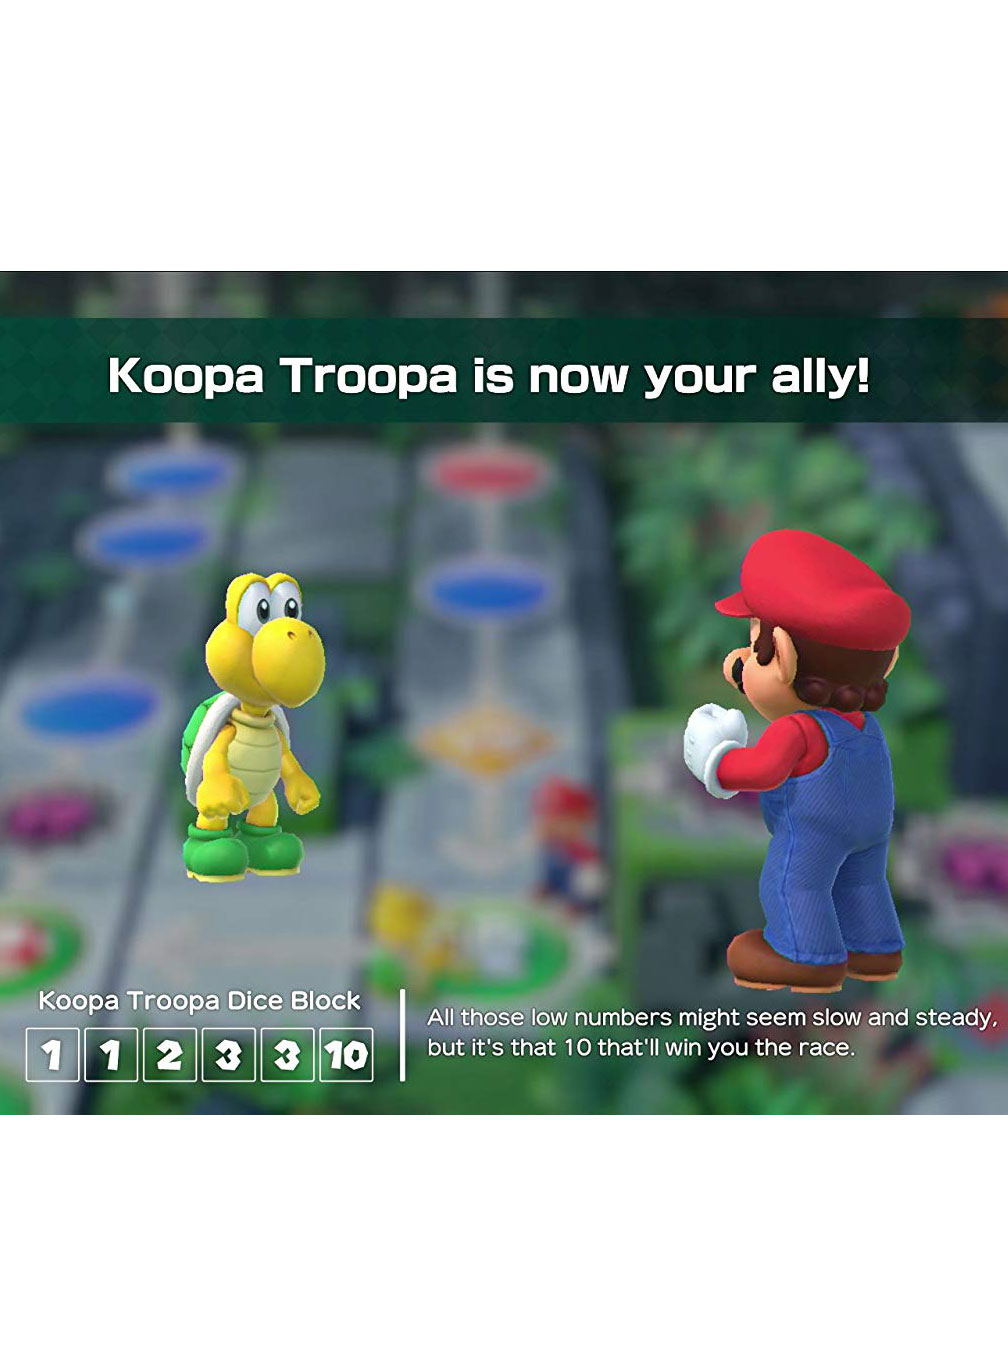 Koopa Troopa is now your ally!
Koopa Troopa Dice Block
1 1 2 3 3 10
All those low numbers might seem slow and steady,
but it's that 10 that'll win you the race.